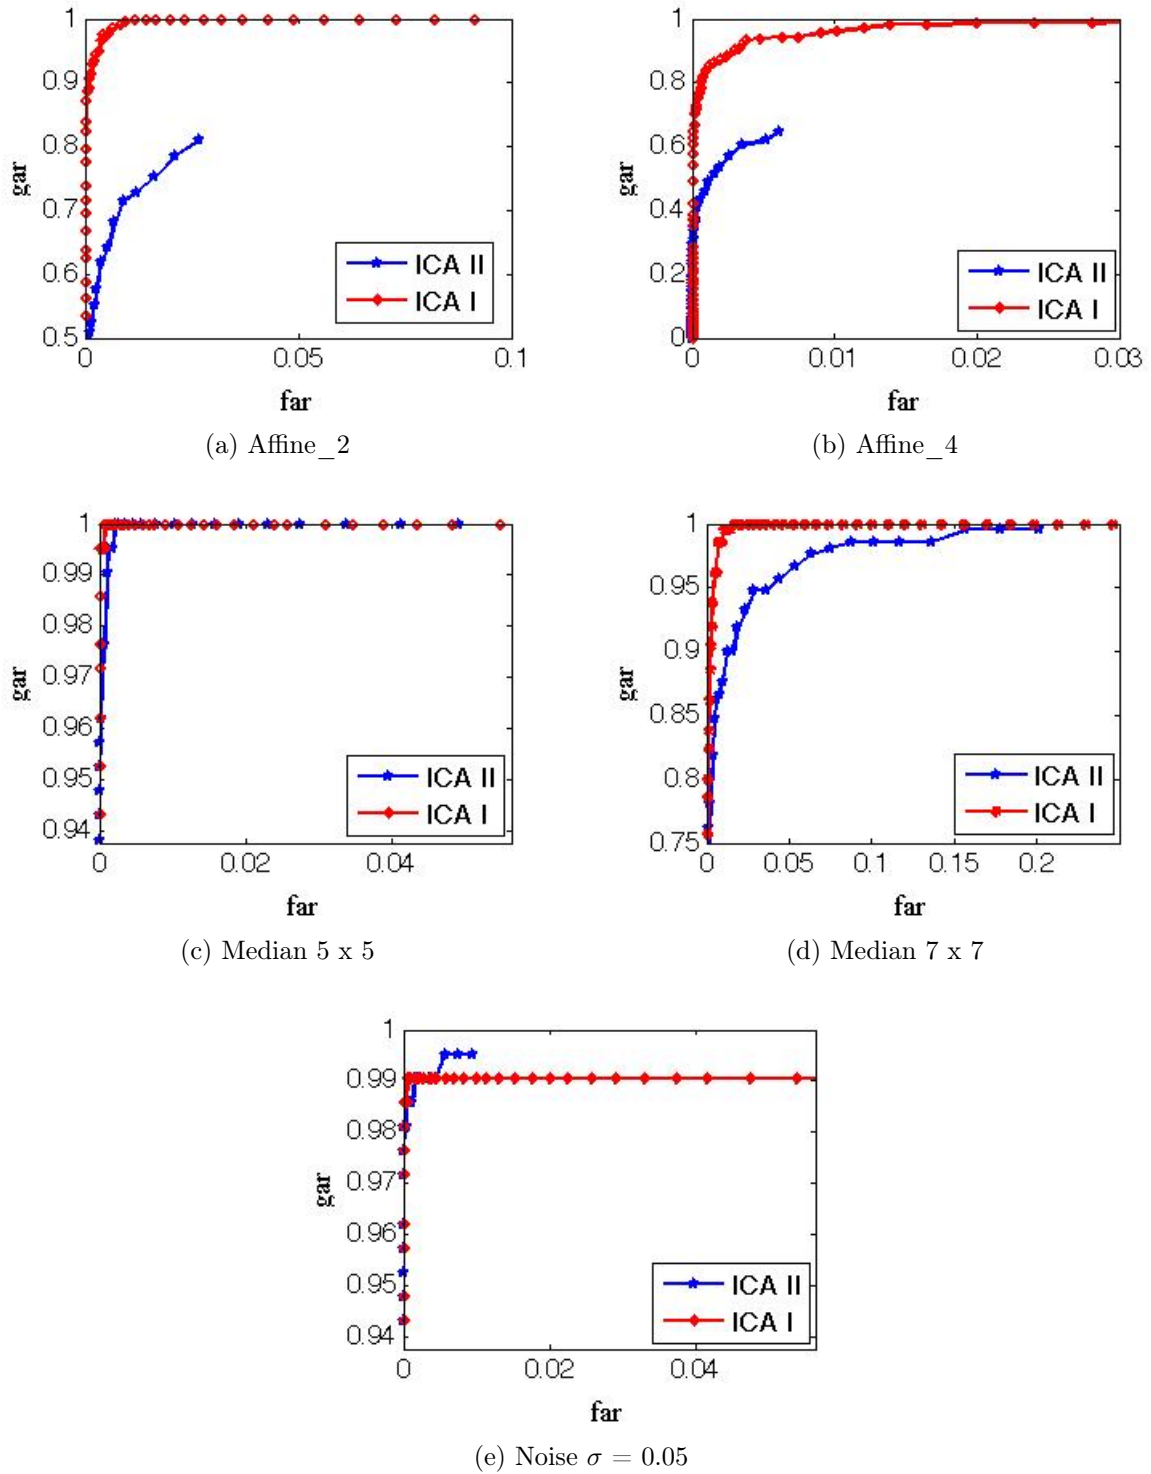 1
0.9
0.8
0.7
0.6
0.5
0
0.05
0.1
gar
far
ICA II
ICA I
(a) Affine_2
1
0.8
0.6
0.4
0.2
0
0
0.01
0.02
0.03
gar
far
ICA II
ICA I
(b) Affine_4
1
0.99
0.98
0.97
0.96
0.95
0.94
0
0.02
0.04
gar
far
ICA II
ICA I
(c) Median 5 x 5
1
0.95
0.9
0.85
0.8
0.75
0
0.05
0.1
0.15
0.2
gar
far
ICA II
ICA I
(d) Median 7 x 7
1
0.99
0.98
0.97
0.96
0.95
0.94
0
0.02
0.04
gar
far
ICA II
ICA I
(e) Noise σ = 0.05